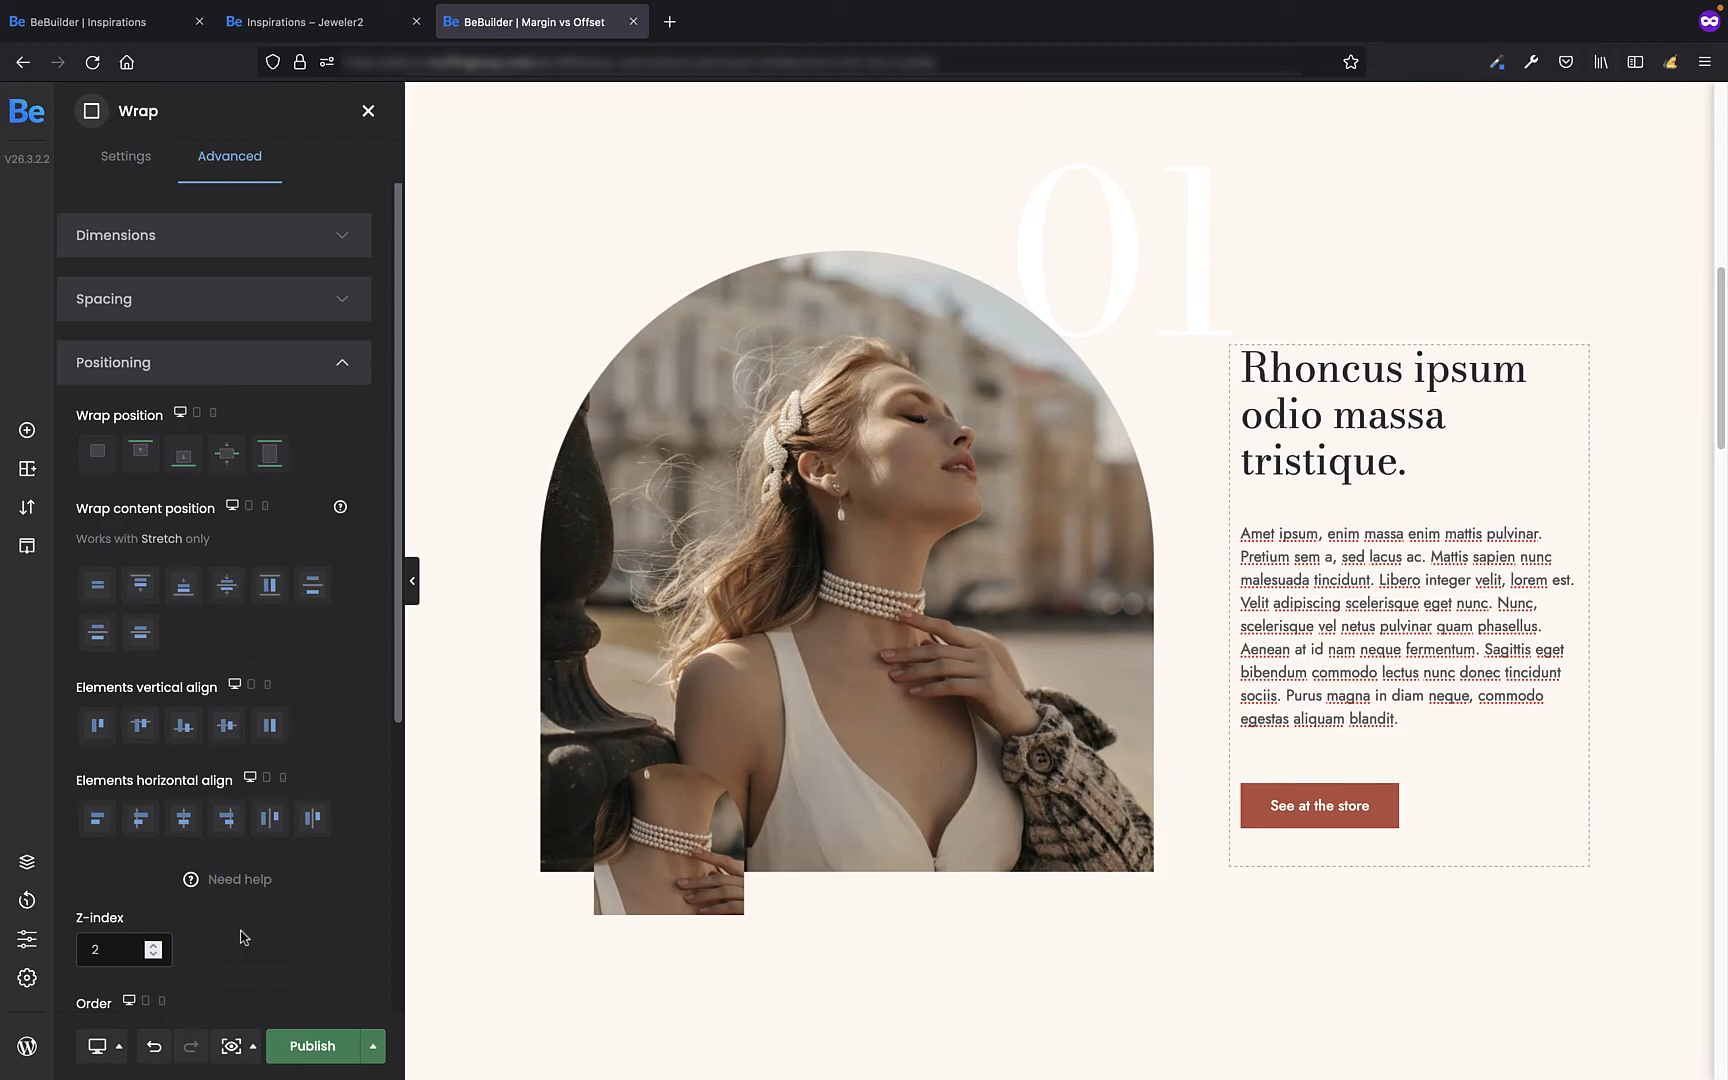 BeBuilder | Inspirations
Inspirations – Jeweler2
BeBuilder | Margin vs Offset
Be
V26.3.2.2
Wrap
Settings
Advanced
Dimensions
Spacing
Positioning
Wrap position
Wrap content position
Works with Stretch only
Elements vertical align
Elements horizontal align
Need help
Z-index
2
Order
Publish
01
Rhoncus ipsum
odio massa
tristique.
Amet ipsum, enim massa enim mattis pulvinar.
Pretium sem a, sed lacus ac. Mattis sapien nunc
malesuada tincidunt. Libero integer velit, lorem est.
Velit adipiscing scelerisque eget nunc. Nunc,
scelerisque vel netus pulvinar quam phasellus.
Aenean at id nam neque fermentum. Sagittis eget
bibendum commodo lectus nunc donec tincidunt
sociis. Purus magna in diam neque, commodo
egestas aliquam blandit.
See at the store